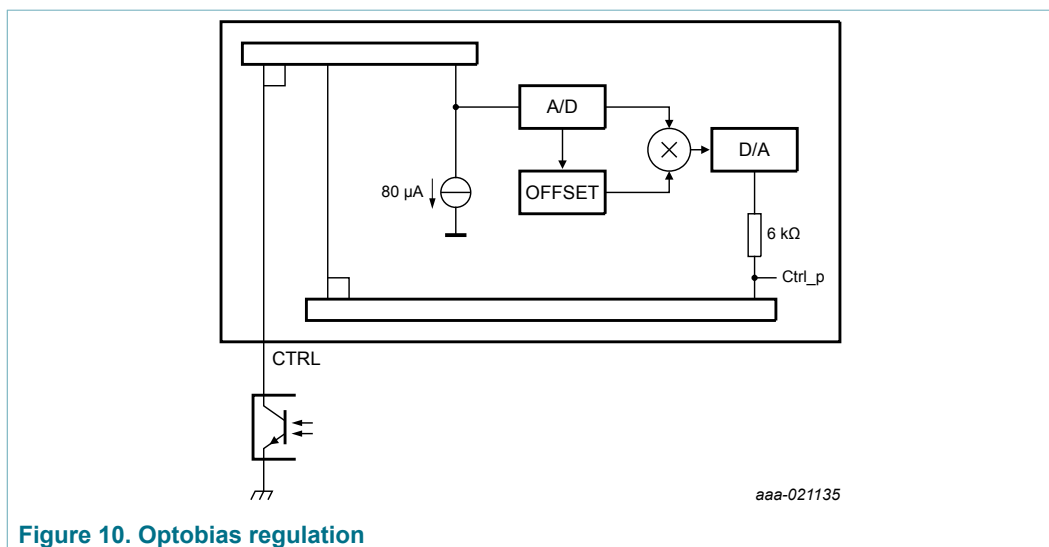 A/D
D/A
80 µA
OFFSET
6 kΩ
Ctrl_p
CTRL
aaa-021135
Figure 10. Optobias regulation